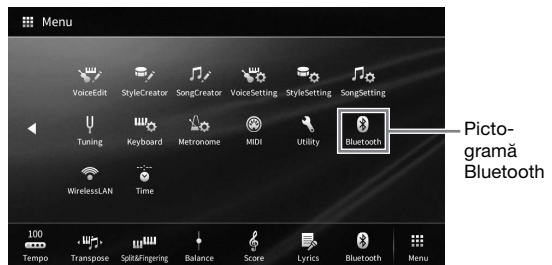 Menu
VoiceEdit StyleCreator SongCreator VoiceSetting StyleSetting SongSetting
Tuning Keyboard Metronome MIDI Utility Bluetooth
WirelessLAN Time
Picto-
gramă
Bluetooth
100
Tempo Transpose Split&Fingering Balance Score Lyrics Bluetooth Menu